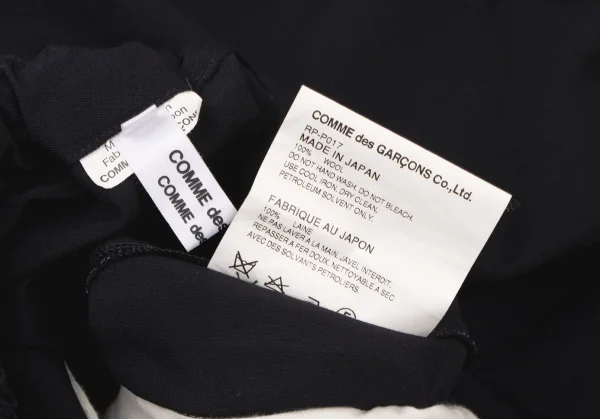 M
Fab
COMM
COMME des
COMME des
COMME des GARÇONS Co.,Ltd.
RP-P017
MADE IN JAPAN
100% WOOL
DO NOT HAND WASH, DO NOT BLEACH.
USE COOL IRON, DRY CLEAN,
PETROLEUM SOLVENT ONLY.
FABRIQUE AU JAPON
100% LAINE
NE PAS LAVER A LA MAIN, JAVEL INTERDIT.
REPASSER A FER DOUX, NETTOYABLE A SEC
AVEC DES SOLVANTS PETROLIERS.